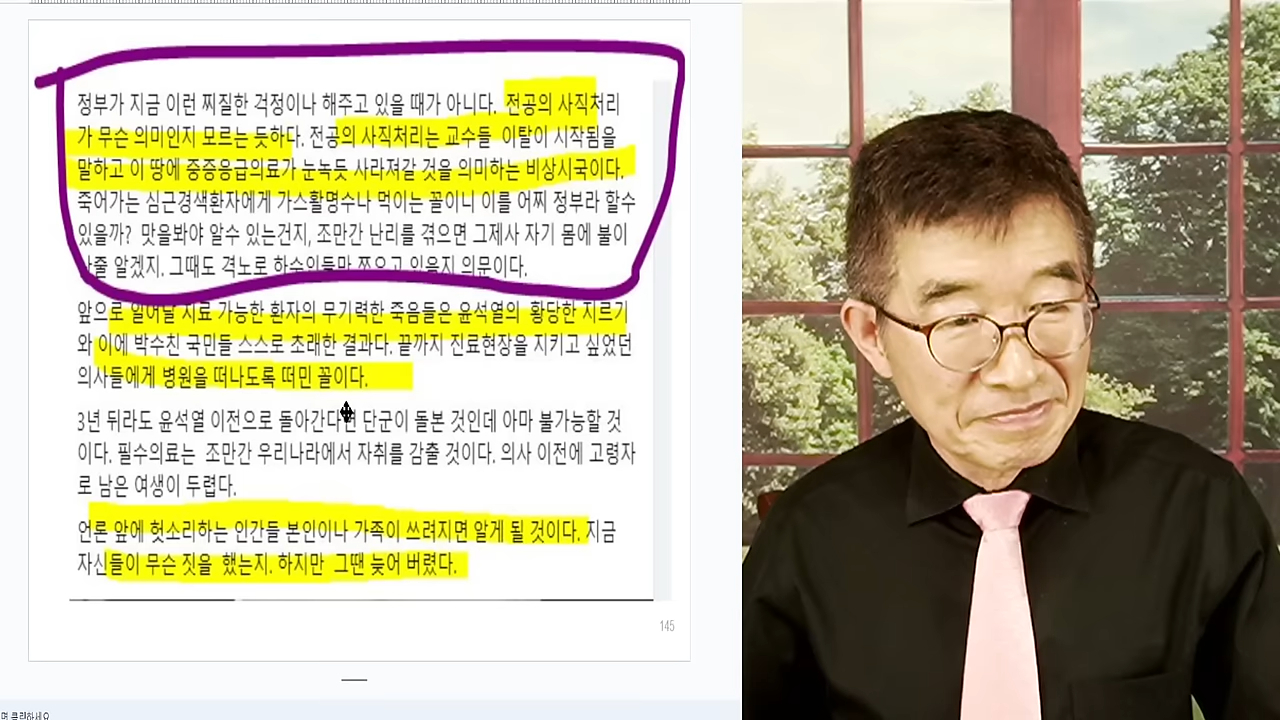 정부가 지금 이런 찌질한 걱정이나 해주고 있을 때가 아니다. 전공의 사직처리
가 무슨 의미인지 모르는 듯하다. 전공의 사직처리는 교수들 이탈이 시작됨을
말하고 이 땅에 중증응급의료가 눈녹듯 사라져갈 것을 의미하는 비상시국이다.
죽어가는 심근경색환자에게 가스활명수나 먹이는 꼴이니 이를 어찌 정부라 할수
있을까? 맛을봐야 알수 있는건지, 조만간 난리를 겪으면 그제사 자기 몸에 불이
줄 알겠지. 그때도 격노로 하수인들만 쪼으고 있을지 의문이다.
앞으로 일어날 치료 가능한 환자의 무기력한 죽음들은 윤석열의 황당한 지르기
와 이에 박수친 국민들 스스로 초래한 결과다. 끝까지 진료현장을 지키고 싶었던
의사들에게 병원을 떠나도록 떠민 꼴이다.
3년 뒤라도 윤석열 이전으로 돌아간다면 단군이 돌본 것인데 아마 불가능할 것
이다. 필수의료는 조만간 우리나라에서 자취를 감출 것이다. 의사 이전에 고령자
로 남은 여생이 두렵다.
언론 앞에 헛소리하는 인간들 본인이나 가족이 쓰러지면 알게 될 것이다. 지금
자신들이 무슨 짓을 했는지. 하지만 그땐 늦어 버렸다.
145